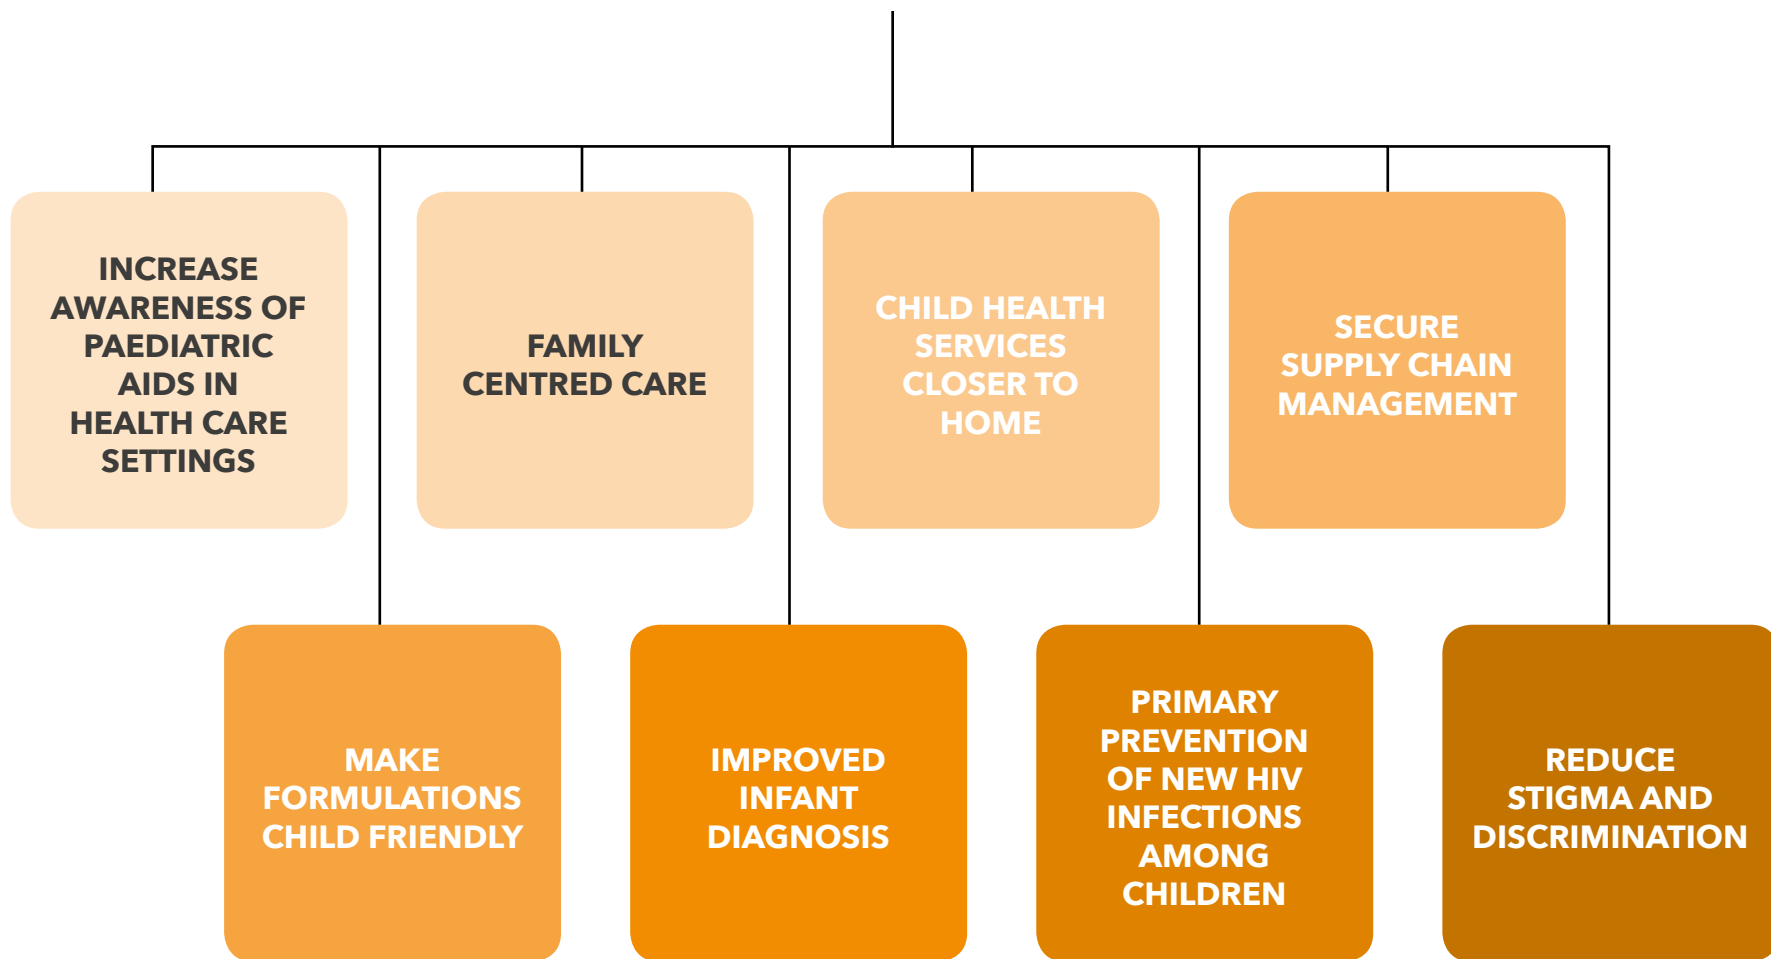 INCREASE
AWARENESS OF
PAEDIATRIC
AIDS IN
HEALTH CARE
SETTINGS
FAMILY
CENTRED CARE
CHILD HEALTH
SERVICES
CLOSER TO
HOME
SECURE
SUPPLY CHAIN
MANAGEMENT
MAKE
FORMULATIONS
CHILD FRIENDLY
IMPROVED
INFANT
DIAGNOSIS
PRIMARY
PREVENTION
OF NEW HIV
INFECTIONS
AMONG
CHILDREN
REDUCE
STIGMA AND
DISCRIMINATION